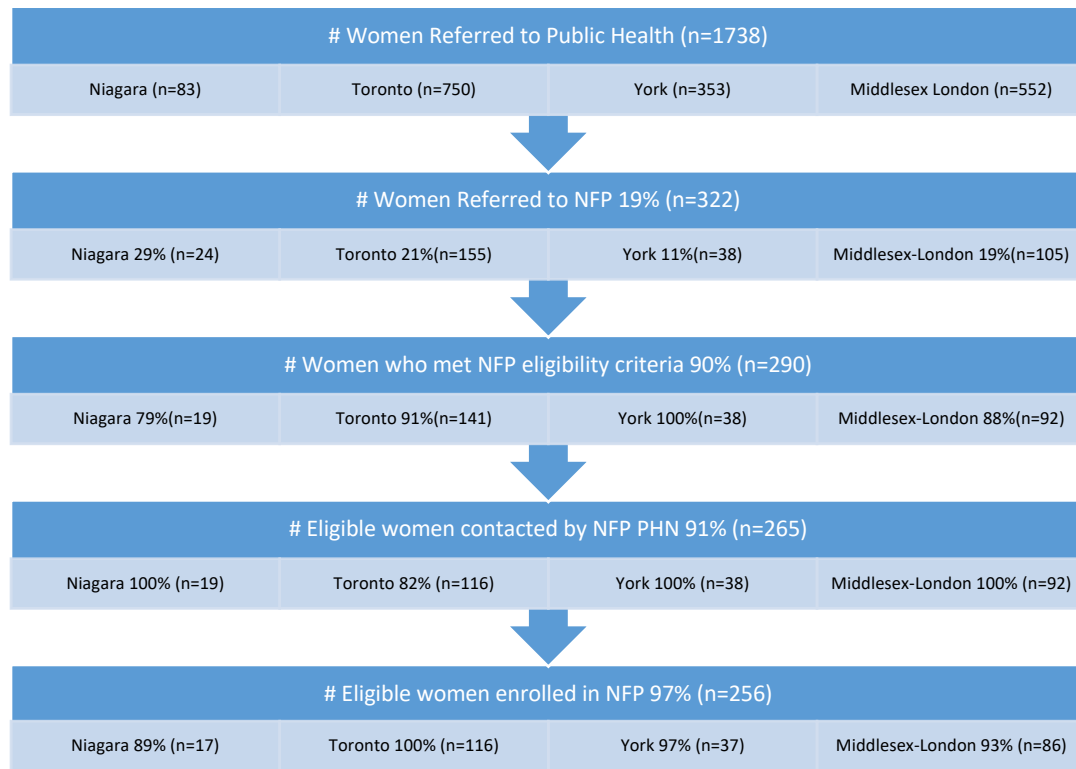 # Women Referred to Public Health (n=1738)
Niagara (n=83) Toronto (n=750) York (n=353) Middlesex London (n=552)
# Women Referred to NFP 19% (n=322)
Niagara 29% (n=24) Toronto 21%(n=155) York 11%(n=38) Middlesex-London 19%(n=105)
# Women who met NFP eligibility criteria 90% (n=290)
Niagara 79%(n=19) Toronto 91%(n=141) York 100%(n=38) Middlesex-London 88%(n=92)
# Eligible women contacted by NFP PHN 91% (n=265)
Niagara 100% (n=19) Toronto 82% (n=116) York 100% (n=38) Middlesex-London 100% (n=92)
# Eligible women enrolled in NFP 97% (n=256)
Niagara 89% (n=17) Toronto 100% (n=116) York 97% (n=37) Middlesex-London 93% (n=86)